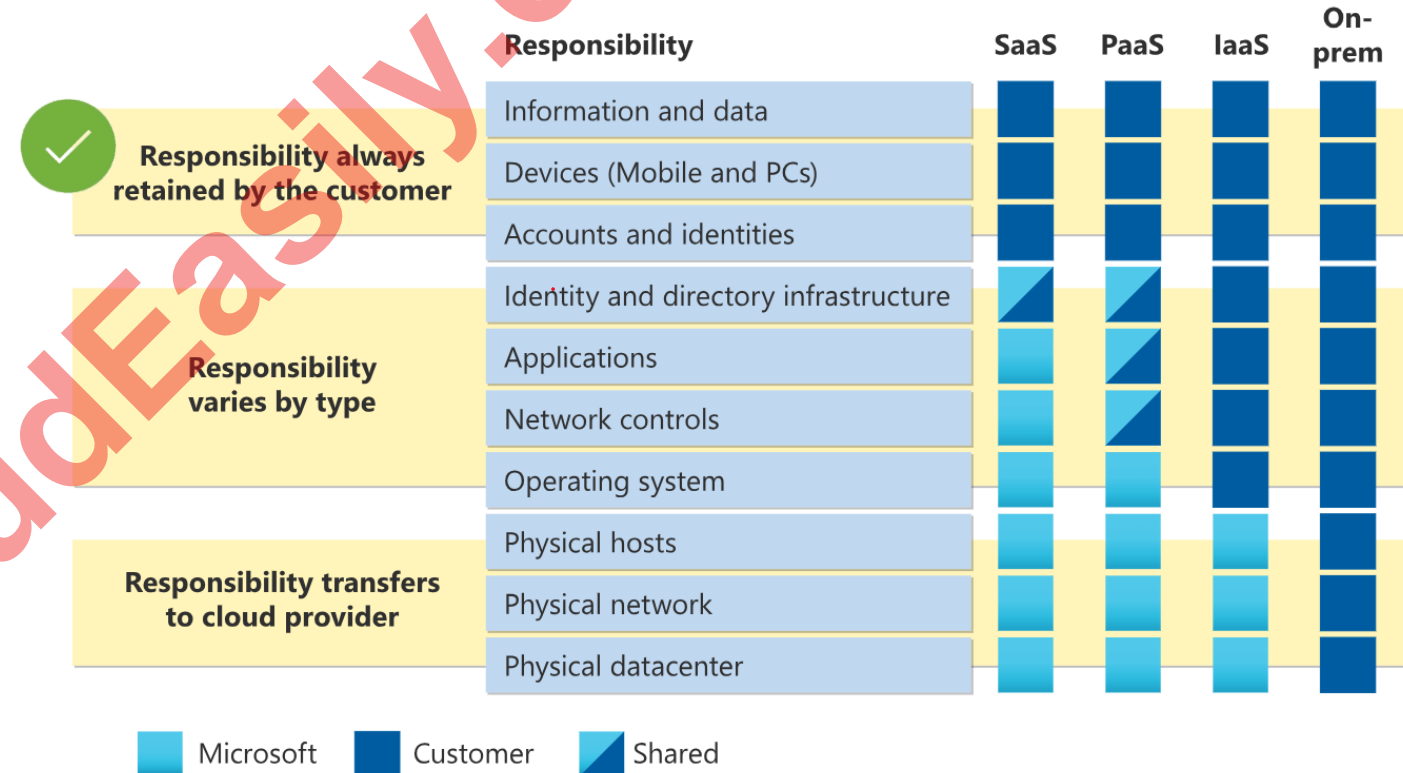 Responsibility SaaS PaaS IaaS On-
prem
Responsibility always
retained by the customer
Information and data
Devices (Mobile and PCs)
Accounts and identities
Responsibility
varies by type
Identity and directory infrastructure
Applications
Network controls
Operating system
Responsibility transfers
to cloud provider
Physical hosts
Physical network
Physical datacenter
Microsoft Customer Shared